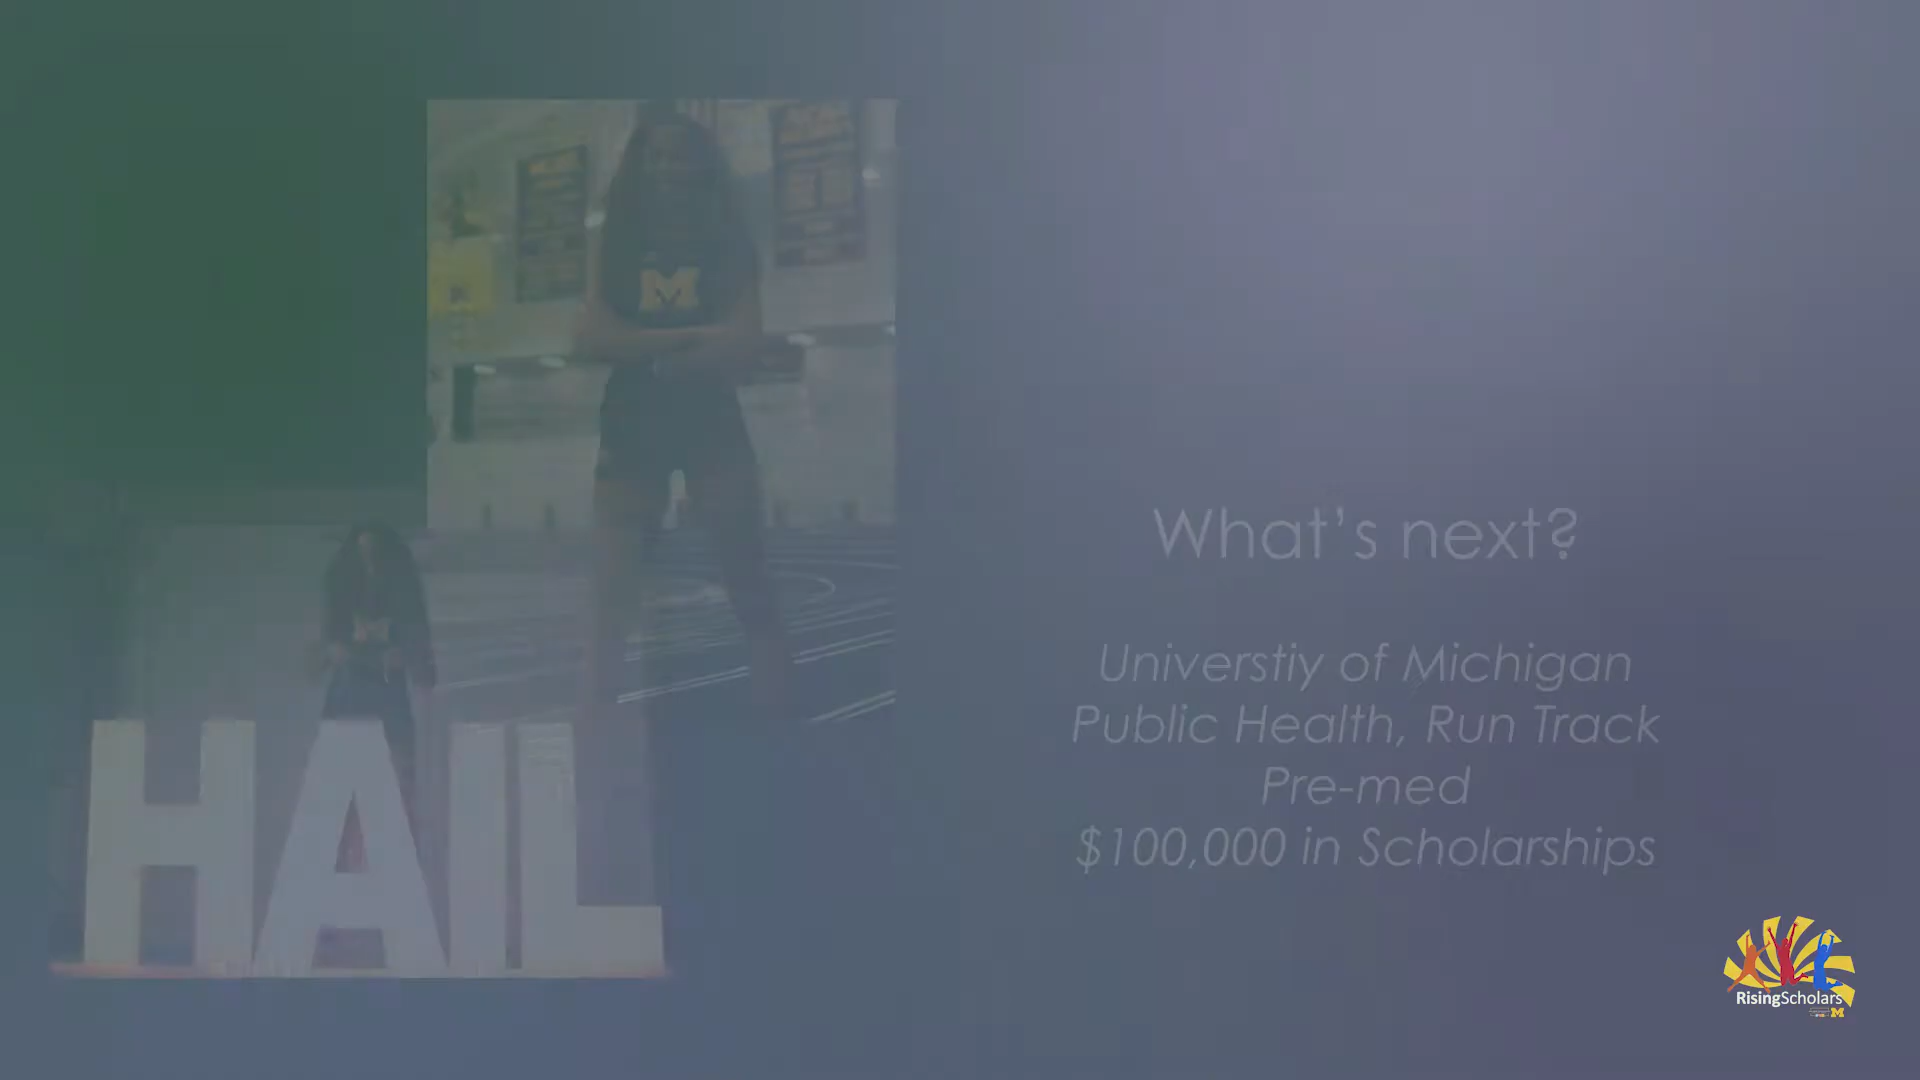 M
M
HAIL
What’s next?
Universtiy of Michigan
Public Health, Run Track
Pre-med
$100,000 in Scholarships
RisingScholars
M